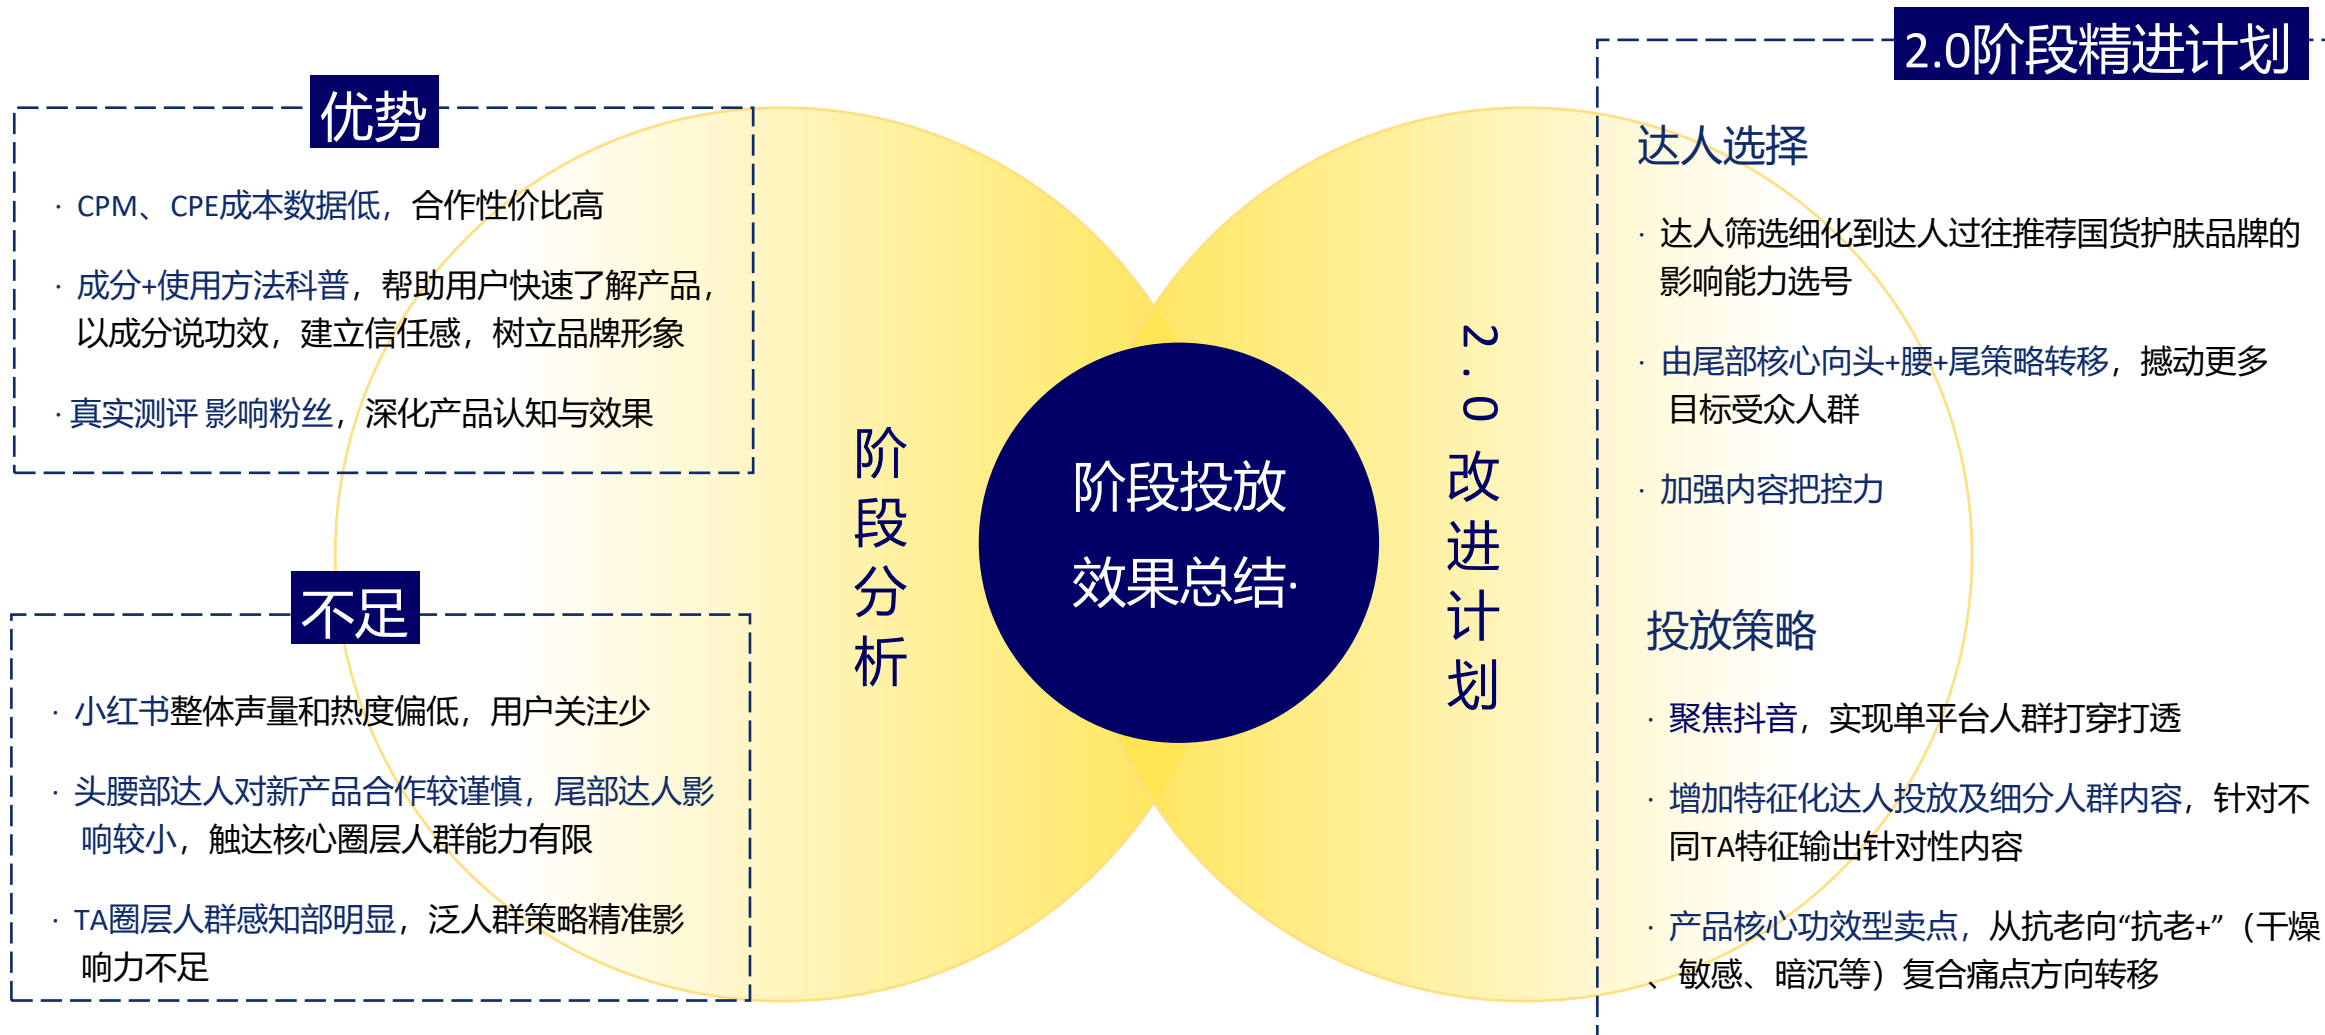 优势
· CPM、CPE成本数据低，合作性价比高
· 成分+使用方法科普，帮助用户快速了解产品，
以成分说功效，建立信任感，树立品牌形象
· 真实测评 影响粉丝，深化产品认知与效果
不足
· 小红书整体声量和热度偏低，用户关注少
· 头腰部达人对新产品合作较谨慎，尾部达人影
响较小，触达核心圈层人群能力有限
· TA圈层人群感知部明显，泛人群策略精准影
响力不足
阶段分析
阶段投放
效果总结·
2.0改进计划
2.0阶段精进计划
达人选择
· 达人筛选细化到达人过往推荐国货护肤品牌的
影响能力选号
· 由尾部核心向头+腰+尾策略转移，撼动更多
目标受众人群
· 加强内容把控力
投放策略
· 聚焦抖音，实现单平台人群打穿打透
· 增加特征化达人投放及细分人群内容，针对不
同TA特征输出针对性内容
· 产品核心功效型卖点，从抗老向“抗老+”（干燥
、敏感、暗沉等）复合痛点方向转移